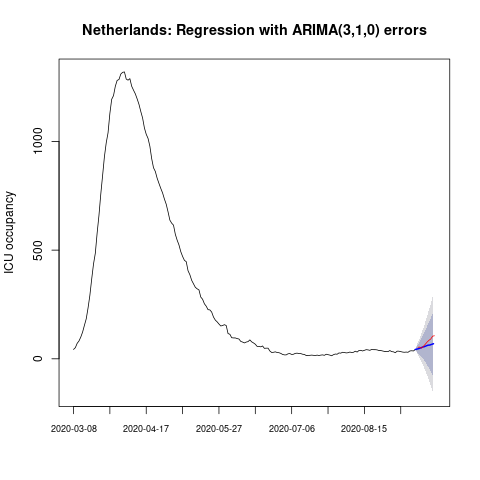 Netherlands: Regression with ARIMA(3,1,0) errors
ICU occupancy
1000
500
0
2020-03-08 2020-04-17 2020-05-27 2020-07-06 2020-08-15